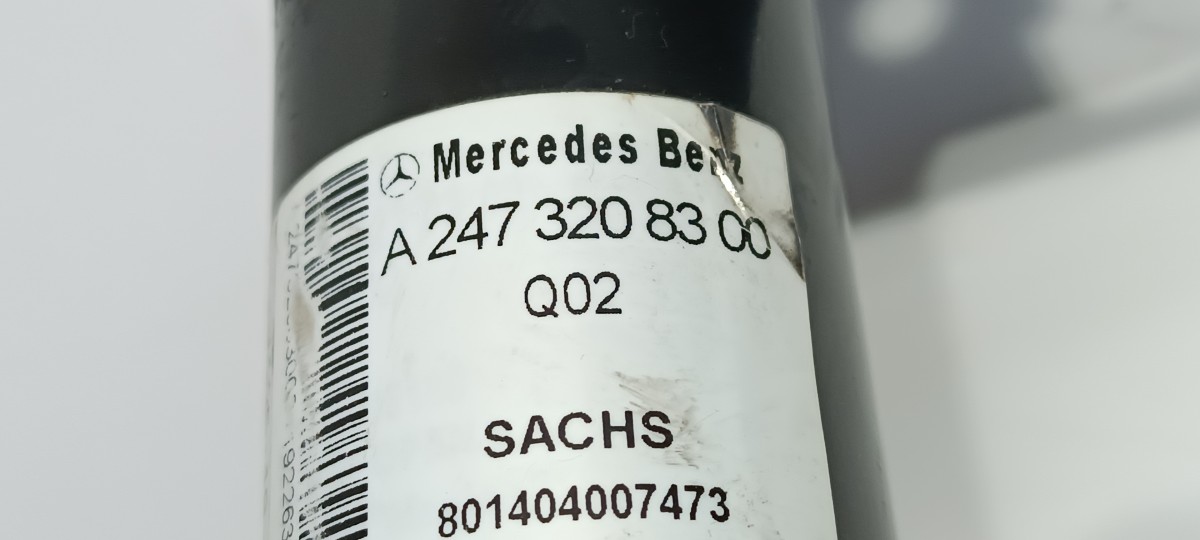 Mercedes Benz
A 247 320 83 00
Q02
SACHS
801404007473